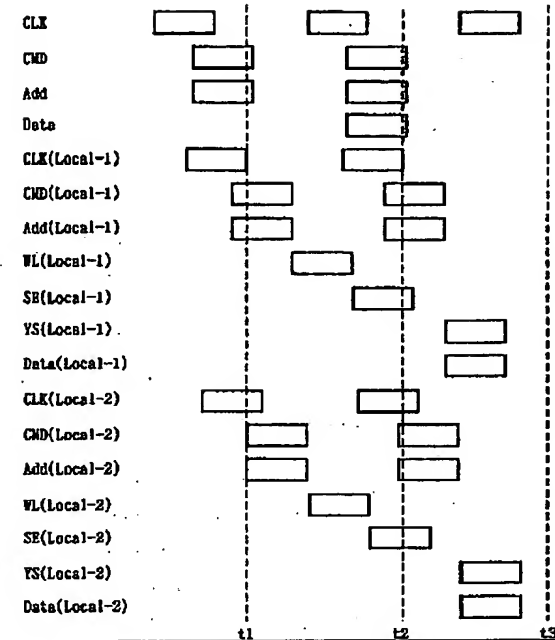 CLK
CMD
Add
Data
CLK(Local-1)
CMD(Local-1)
Add(Local-1)
WL(Local-1)
SE(Local-1)
YS(Local-1)
Data(Local-1)
CLK(Local-2)
CMD(Local-2)
Add(Local-2)
WL(Local-2)
SE(Local-2)
YS(Local-2)
Data(Local-2)
t1 t2 t3